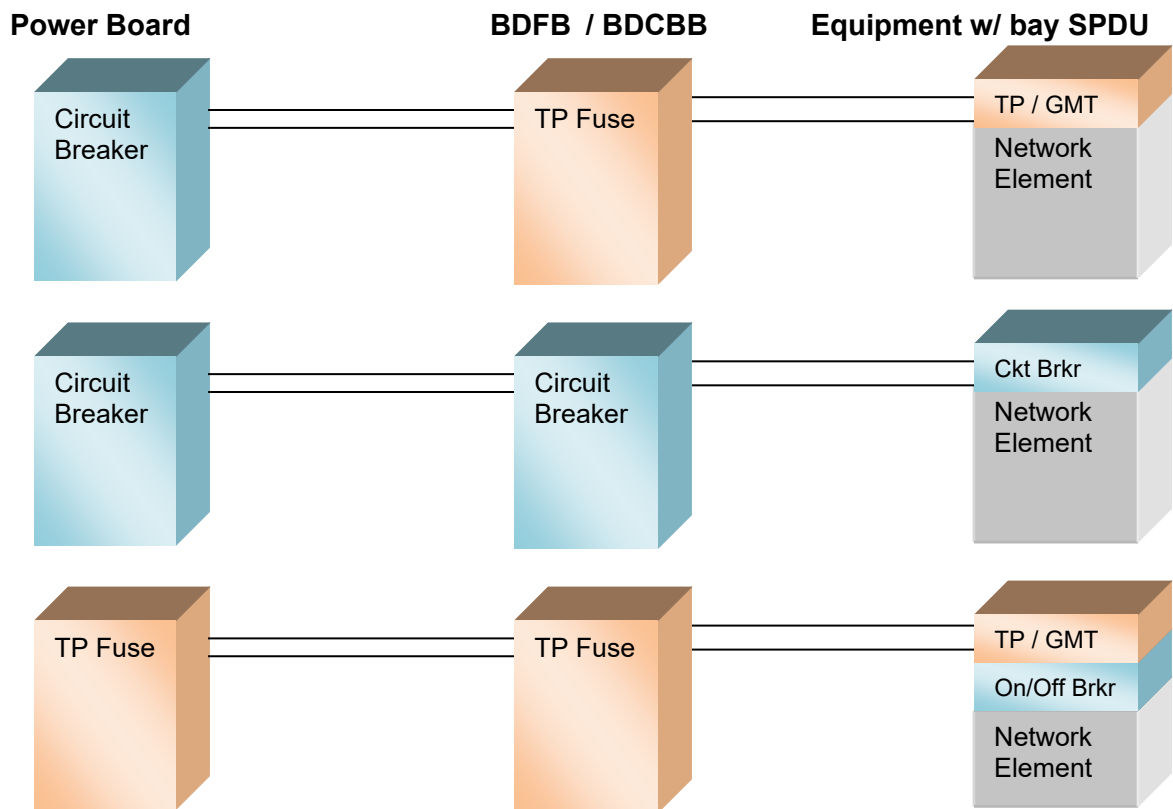 Power Board
BDFB / BDCBB
Equipment w/ bay SPDU
Circuit
Breaker
TP Fuse
TP / GMT
Network
Element
Circuit
Breaker
Circuit
Breaker
Ckt Brkr
Network
Element
TP Fuse
TP Fuse
TP / GMT
On/Off Brkr
Network
Element